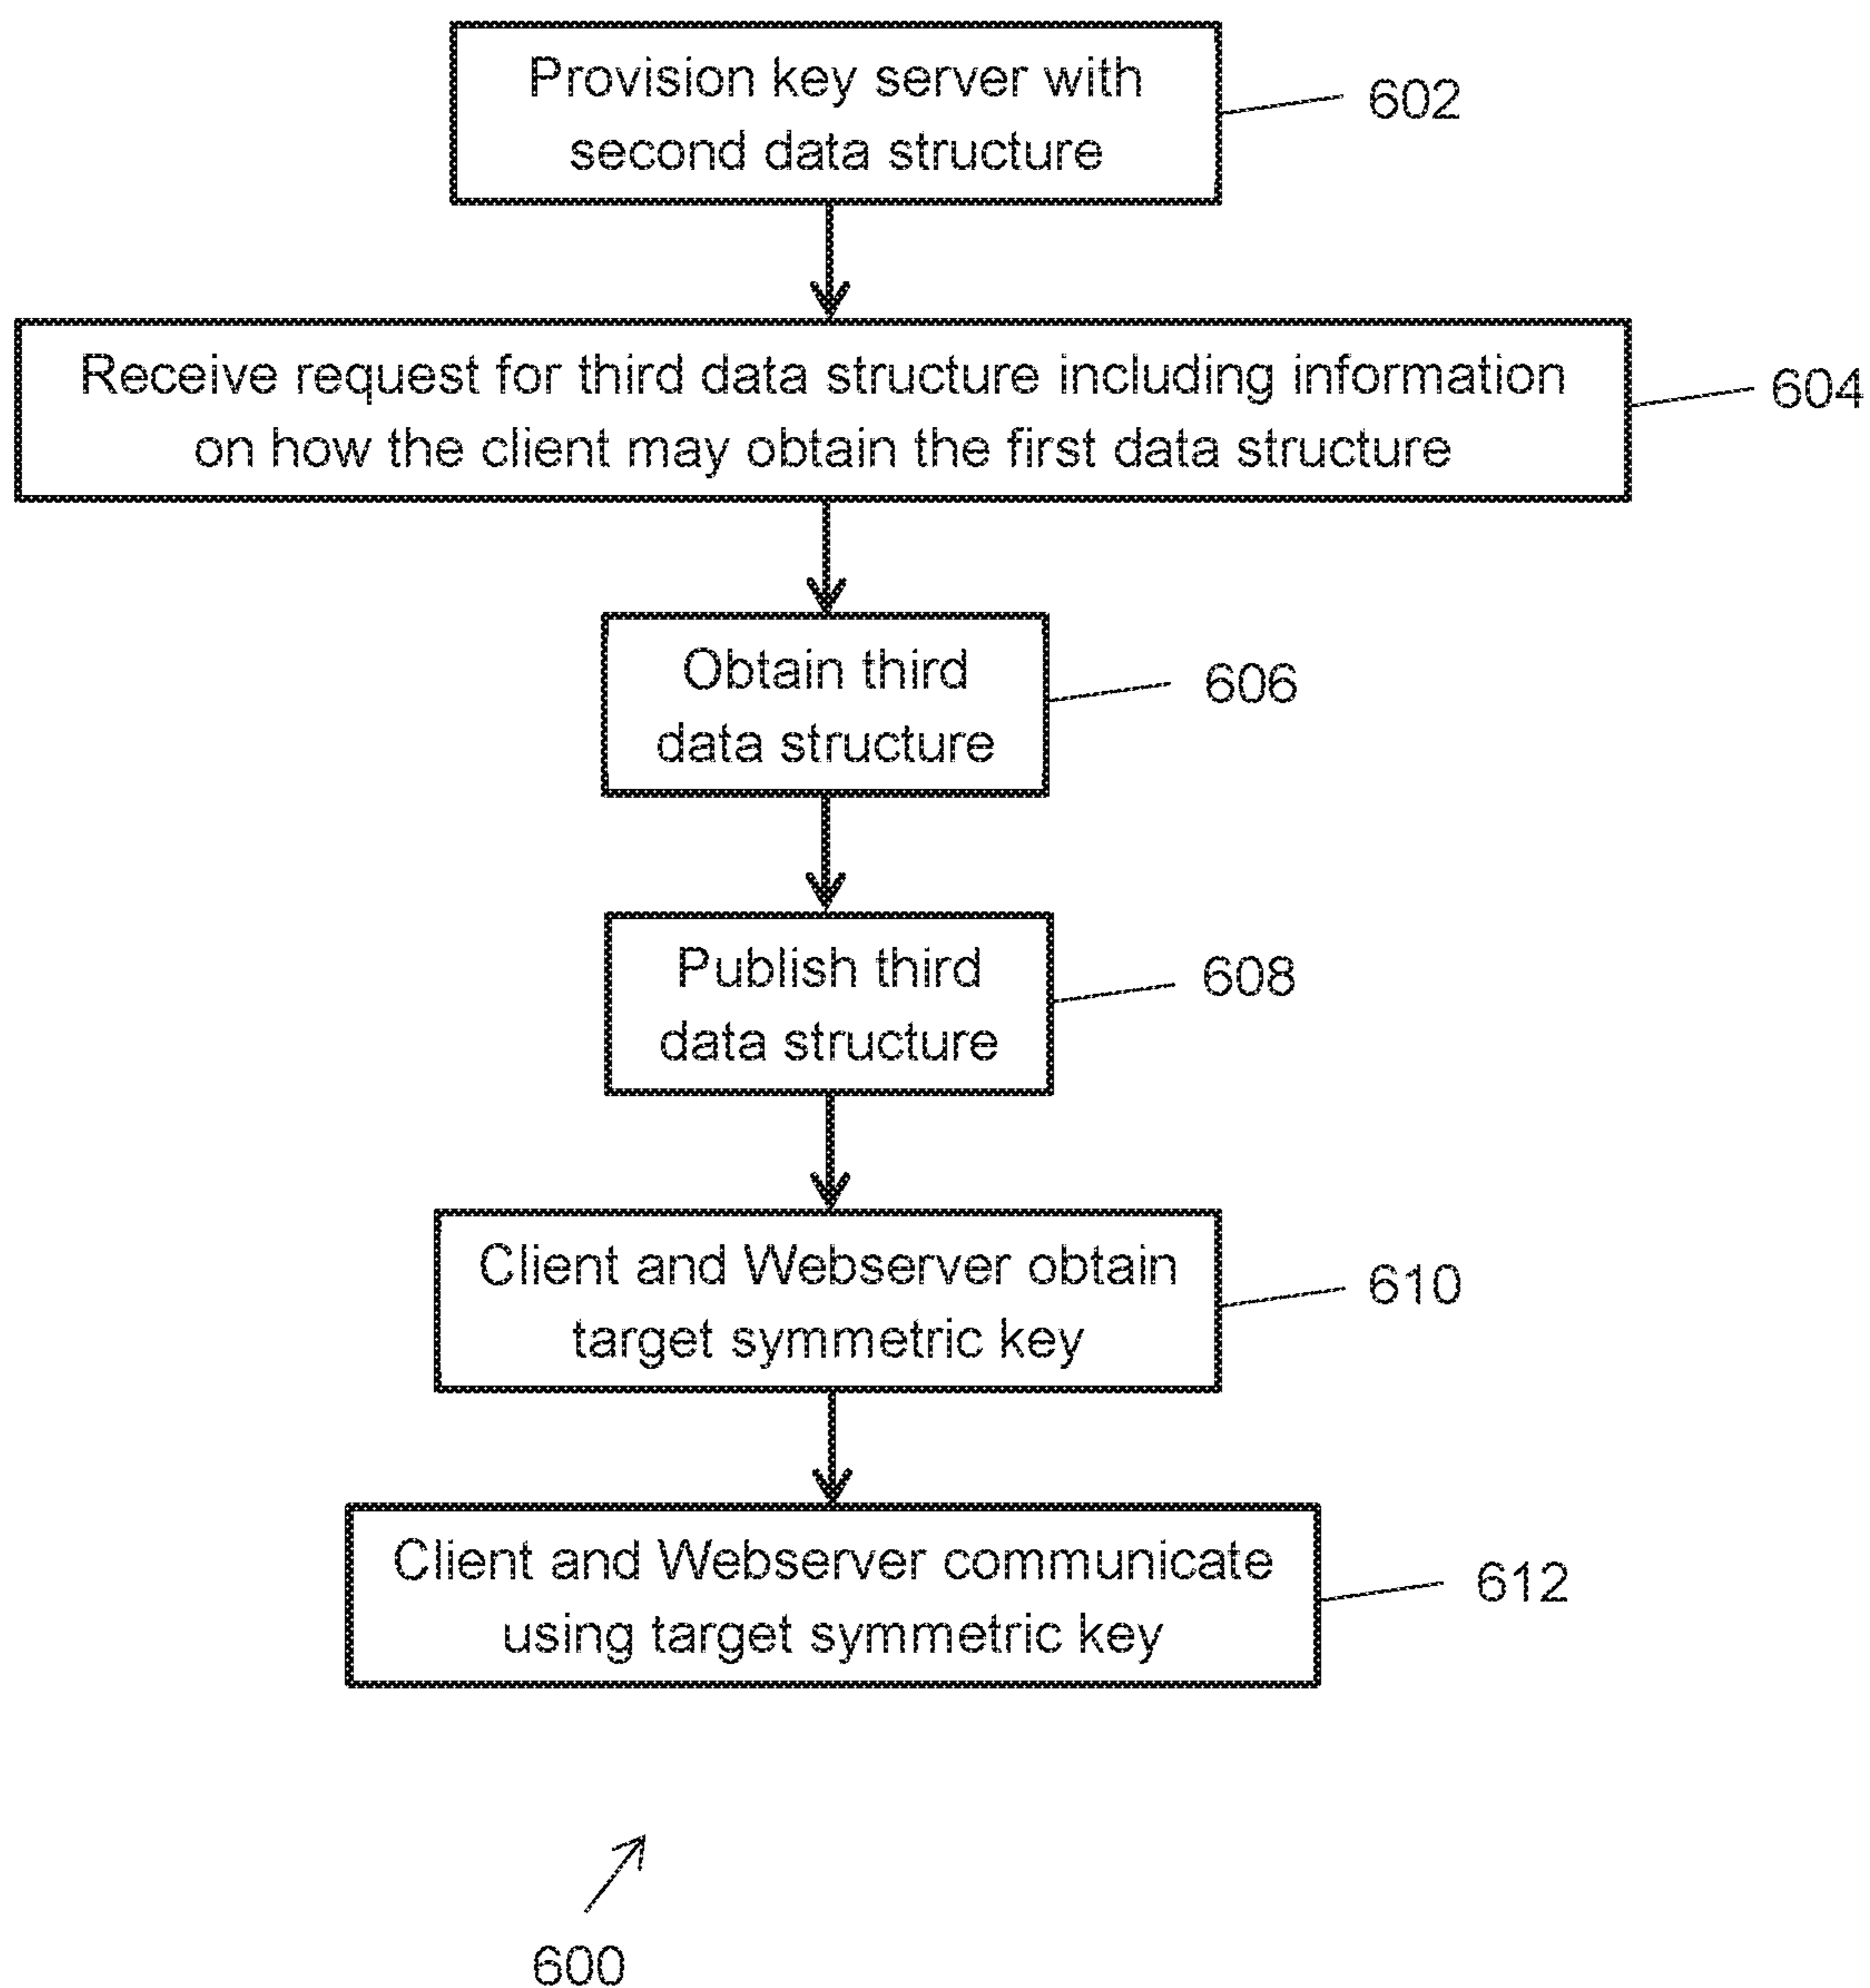 Provision key server with
second data structure
602
Receive request for third data structure including information
on how the client may obtain the first data structure
604
Obtain third
data structure
606
Publish third
data structure
608
Client and Webserver obtain
target symmetric key
610
Client and Webserver communicate
using target symmetric key
612
600